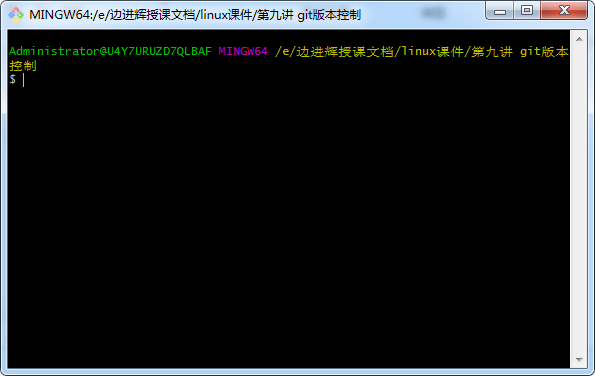 MINGW64:/e/边进辉授课文档/linux课件/第九讲 git版本控制
Administrator@U4Y7URUZD7QLBAF MINGW64 /e/边进辉授课文档/linux课件/第九讲 git版本
控制
$